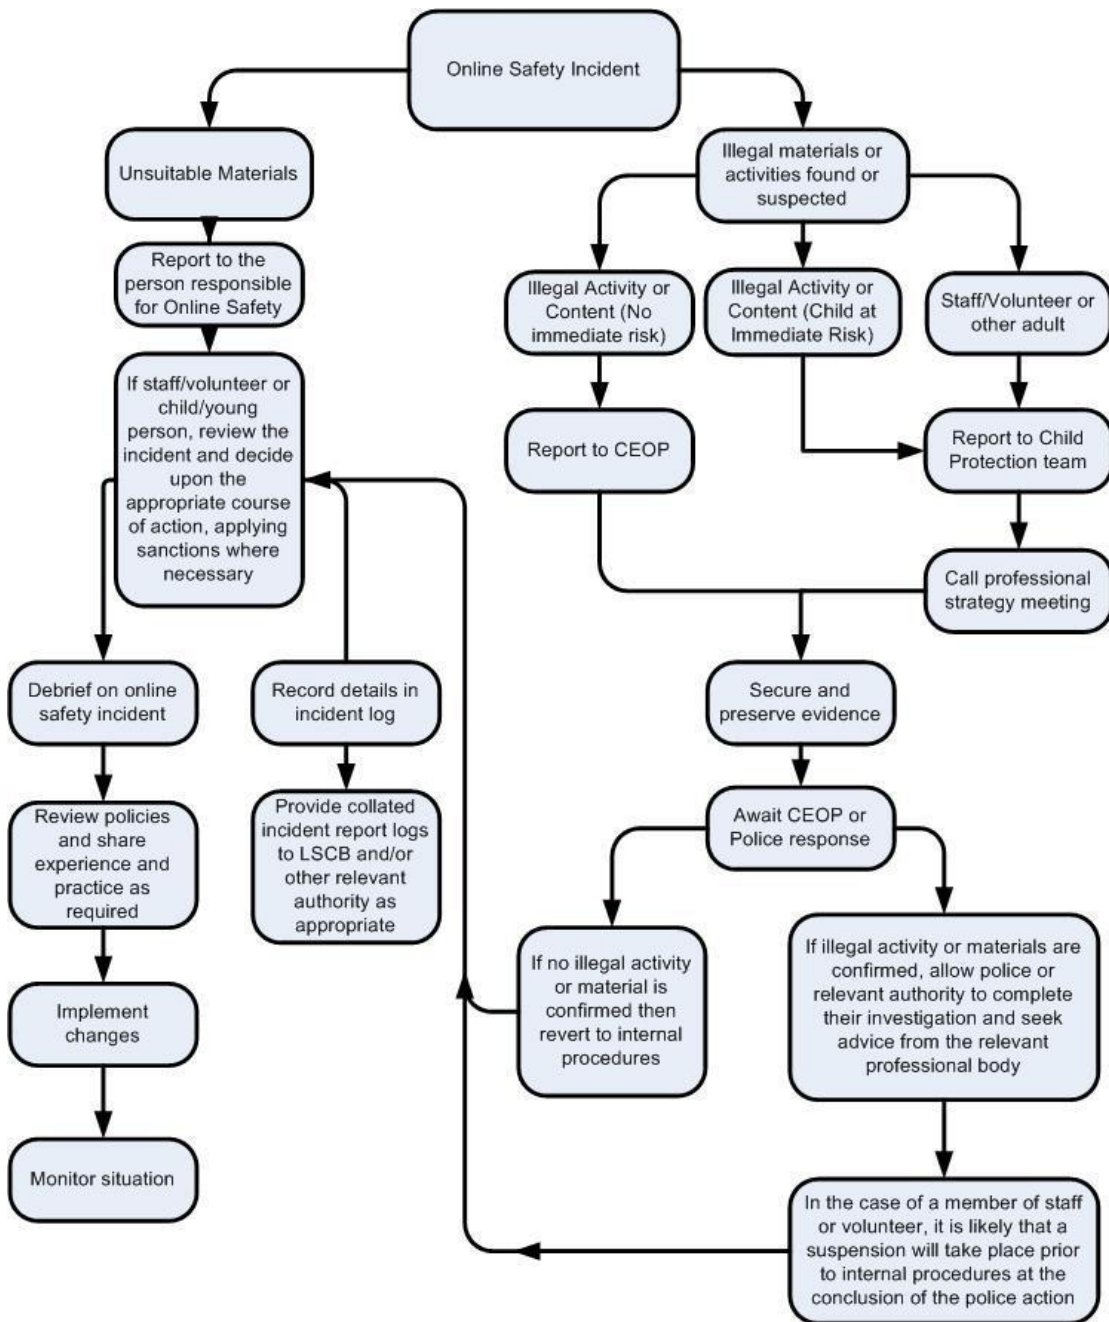 Online Safety Incident
Unsuitable Materials
Report to the
person responsible
for Online Safety
If staff/volunteer or
child/young
person, review the
incident and decide
upon the
appropriate course
of action, applying
sanctions where
necessary
Debrief on online
safety incident
Review policies
and share
experience and
practice as
required
Implement
changes
Monitor situation
Record details in
incident log
Provide collated
incident report logs
to LSCB and/or
other relevant
authority as
appropriate
Illegal materials or
activities found or
suspected
Illegal Activity or
Content (No
immediate risk)
Illegal Activity or
Content (Child at
Immediate Risk)
Staff/Volunteer or
other adult
Report to CEOP
Report to Child
Protection team
Call professional
strategy meeting
Secure and
preserve evidence
Await CEOP or
Police response
If no illegal activity
or material is
confirmed then
revert to internal
procedures
If illegal activity or materials are
confirmed, allow police or
relevant authority to complete
their investigation and seek
advice from the relevant
professional body
In the case of a member of staff
or volunteer, it is likely that a
suspension will take place prior
to internal procedures at the
conclusion of the police action